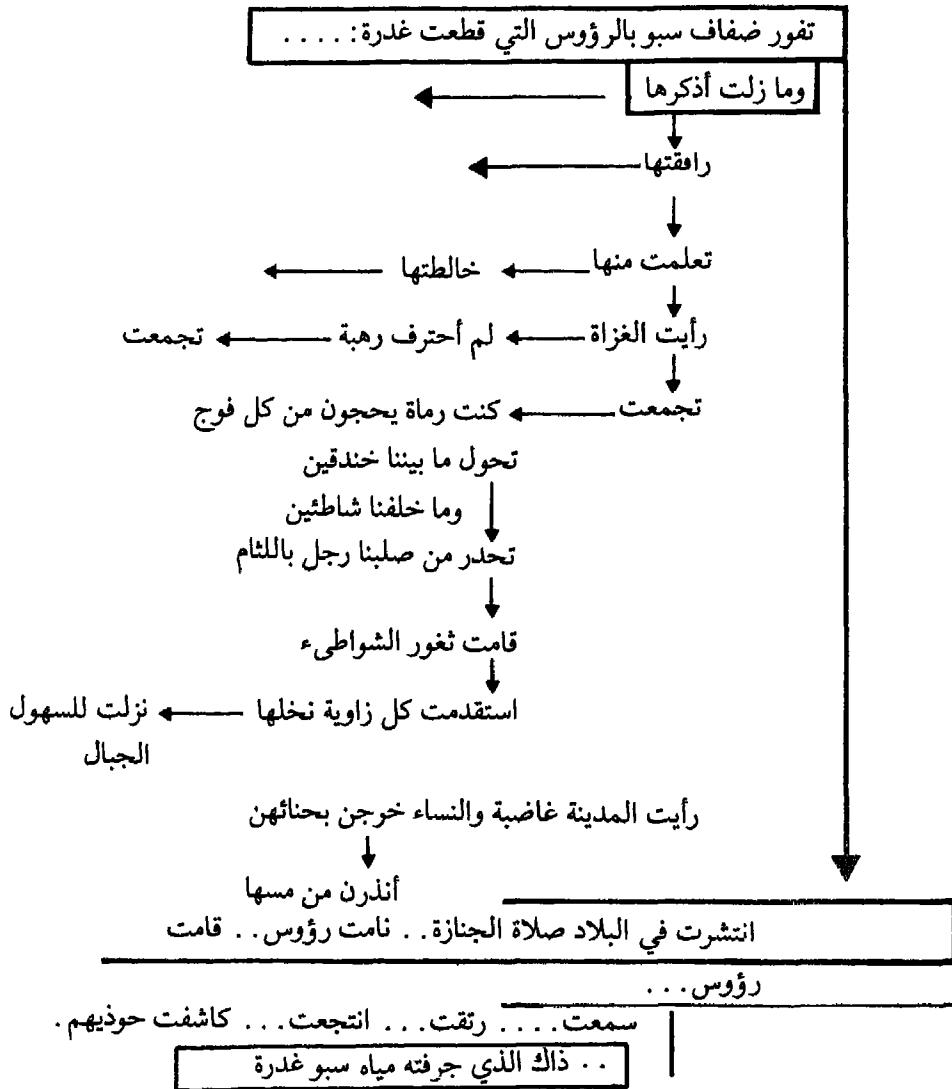 تفور ضفاف سبو بالرؤوس التي قطعت غدرة: . . . .
وما زلت أذكرها
رافقتها
تعلمت منها خالطتها
رأيت الغزاة لم أحترف رهبة تجمعت
تجمعت كنت رماة يحجون من كل فوج
تحول ما بيننا خندقين
وما خلفنا شاطئين
تحدر من صلبنا رجل باللثام
قامت ثغور الشواطىء
استقدمت كل زاوية نخلها نزلت للسهول
الجبال
رأيت المدينة غاضبة والنساء خرجن بحنائهن
أنذرن من مسها
انتشرت في البلاد صلاة الجنازة . . نامت رؤوس . . قامت
رؤوس . . .
سمعت . . . . رتقت . . . انتجعت . . . كاشفت حوذيهم .
. . ذاك الذي جرفته مياه سبو غدرة